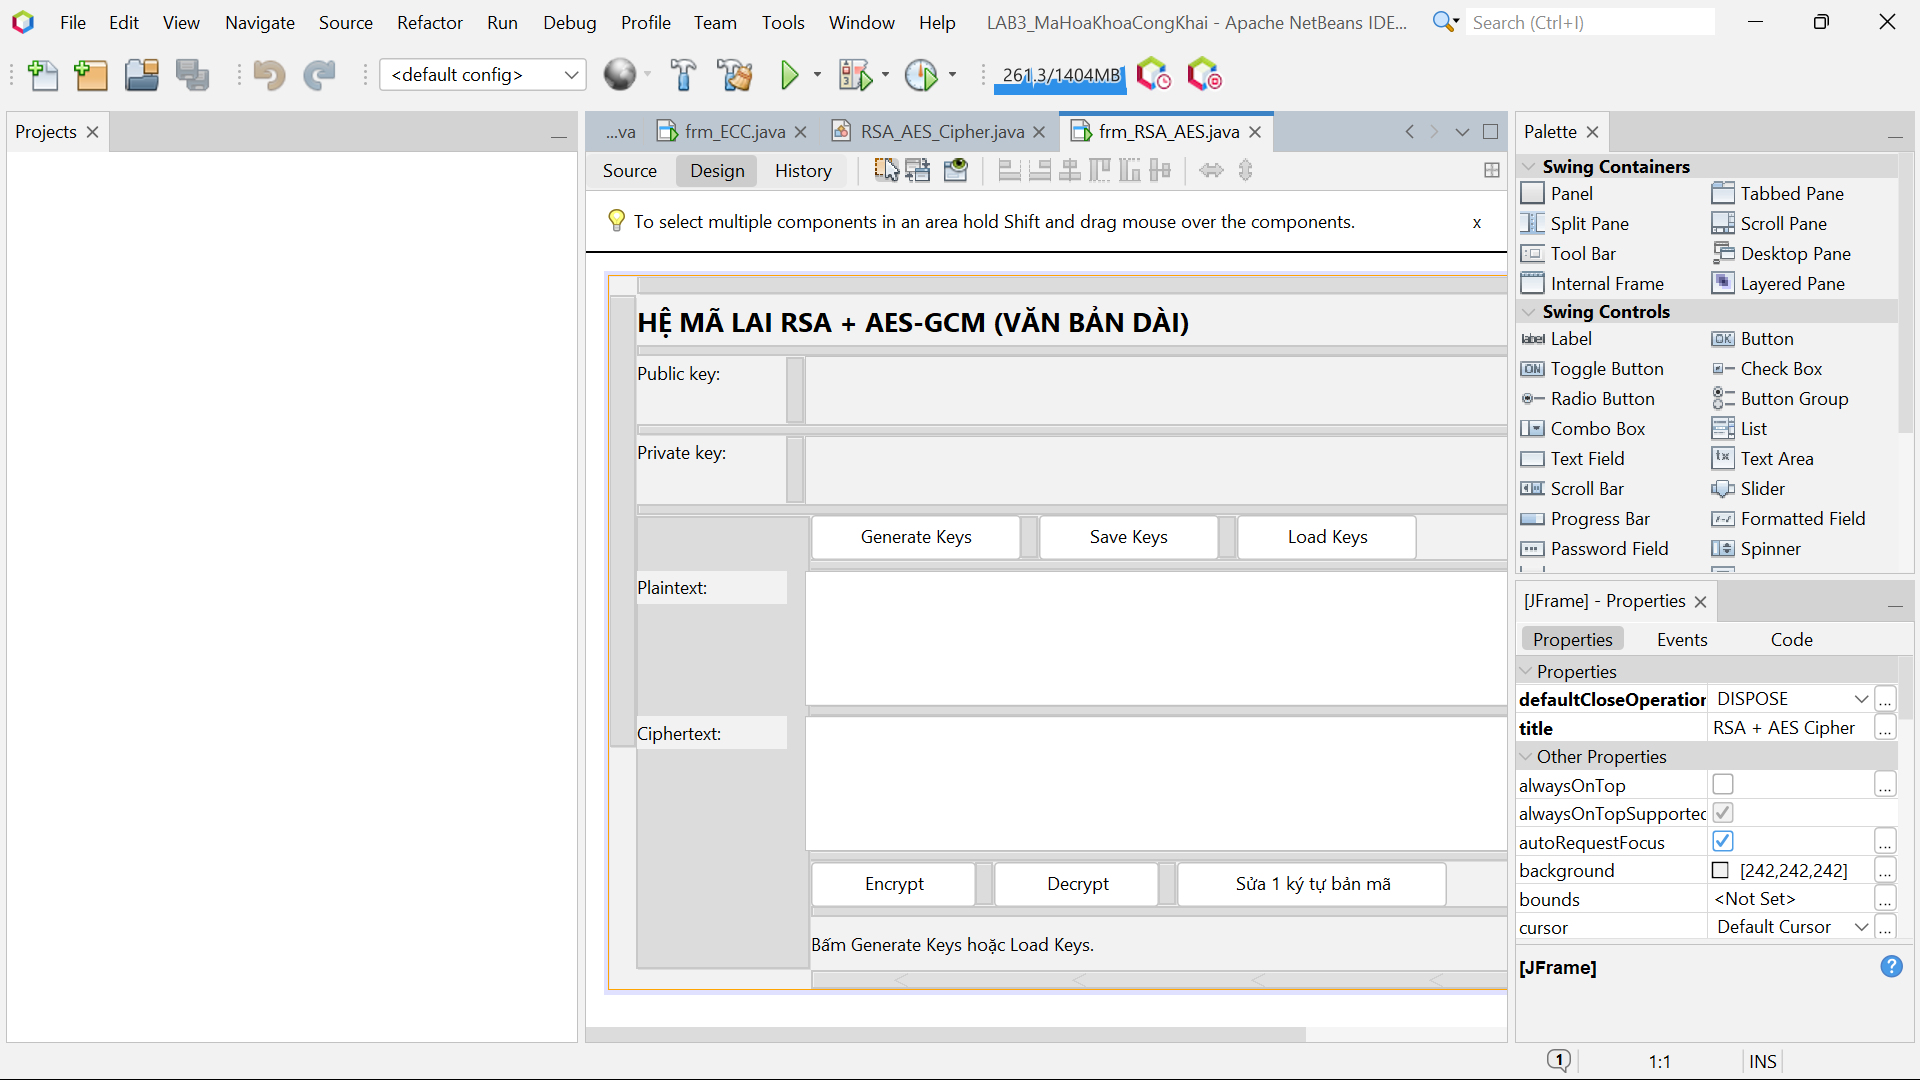 File Edit View Navigate Source Refactor Run Debug Profile Team Tools Window Help LAB3_MaHoaKhoaCongKhai - Apache NetBeans IDE... Search (Ctrl+I)
<default config> 261.3/1404MB
Projects
...va frm_ECC.java RSA_AES_Cipher.java frm_RSA_AES.java
Source Design History
To select multiple components in an area hold Shift and drag mouse over the components. x
HỆ MÃ LAI RSA + AES-GCM (VĂN BẢN DÀI)
Public key:
Private key:
Generate Keys Save Keys Load Keys
Plaintext:
Ciphertext:
Encrypt Decrypt Sửa 1 ký tự bản mã
Bấm Generate Keys hoặc Load Keys.
Palette
Swing Containers
Panel Tabbed Pane
Split Pane Scroll Pane
Tool Bar Desktop Pane
Internal Frame Layered Pane
Swing Controls
Label Button
Toggle Button Check Box
Radio Button Button Group
Combo Box List
Text Field Text Area
Scroll Bar Slider
Progress Bar Formatted Field
Password Field Spinner
[JFrame] - Properties
Properties Events Code
Properties
defaultCloseOperation DISPOSE ...
title RSA + AES Cipher ...
Other Properties
alwaysOnTop ...
alwaysOnTopSupported
autoRequestFocus ...
background [242,242,242] ...
bounds <Not Set> ...
cursor Default Cursor ...
[JFrame]
1 1:1 INS